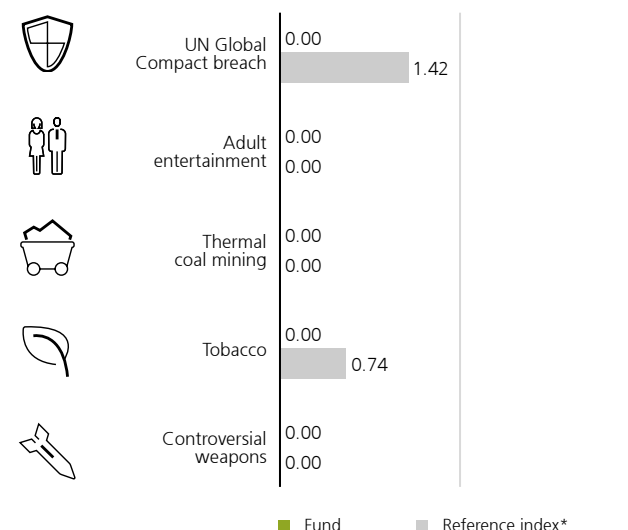 UN Global
Compact breach
0.00
1.42
Adult
entertainment
0.00
0.00
Thermal
coal mining
0.00
0.00
Tobacco
0.00
0.74
Controversial
weapons
0.00
0.00
Fund
Reference index*